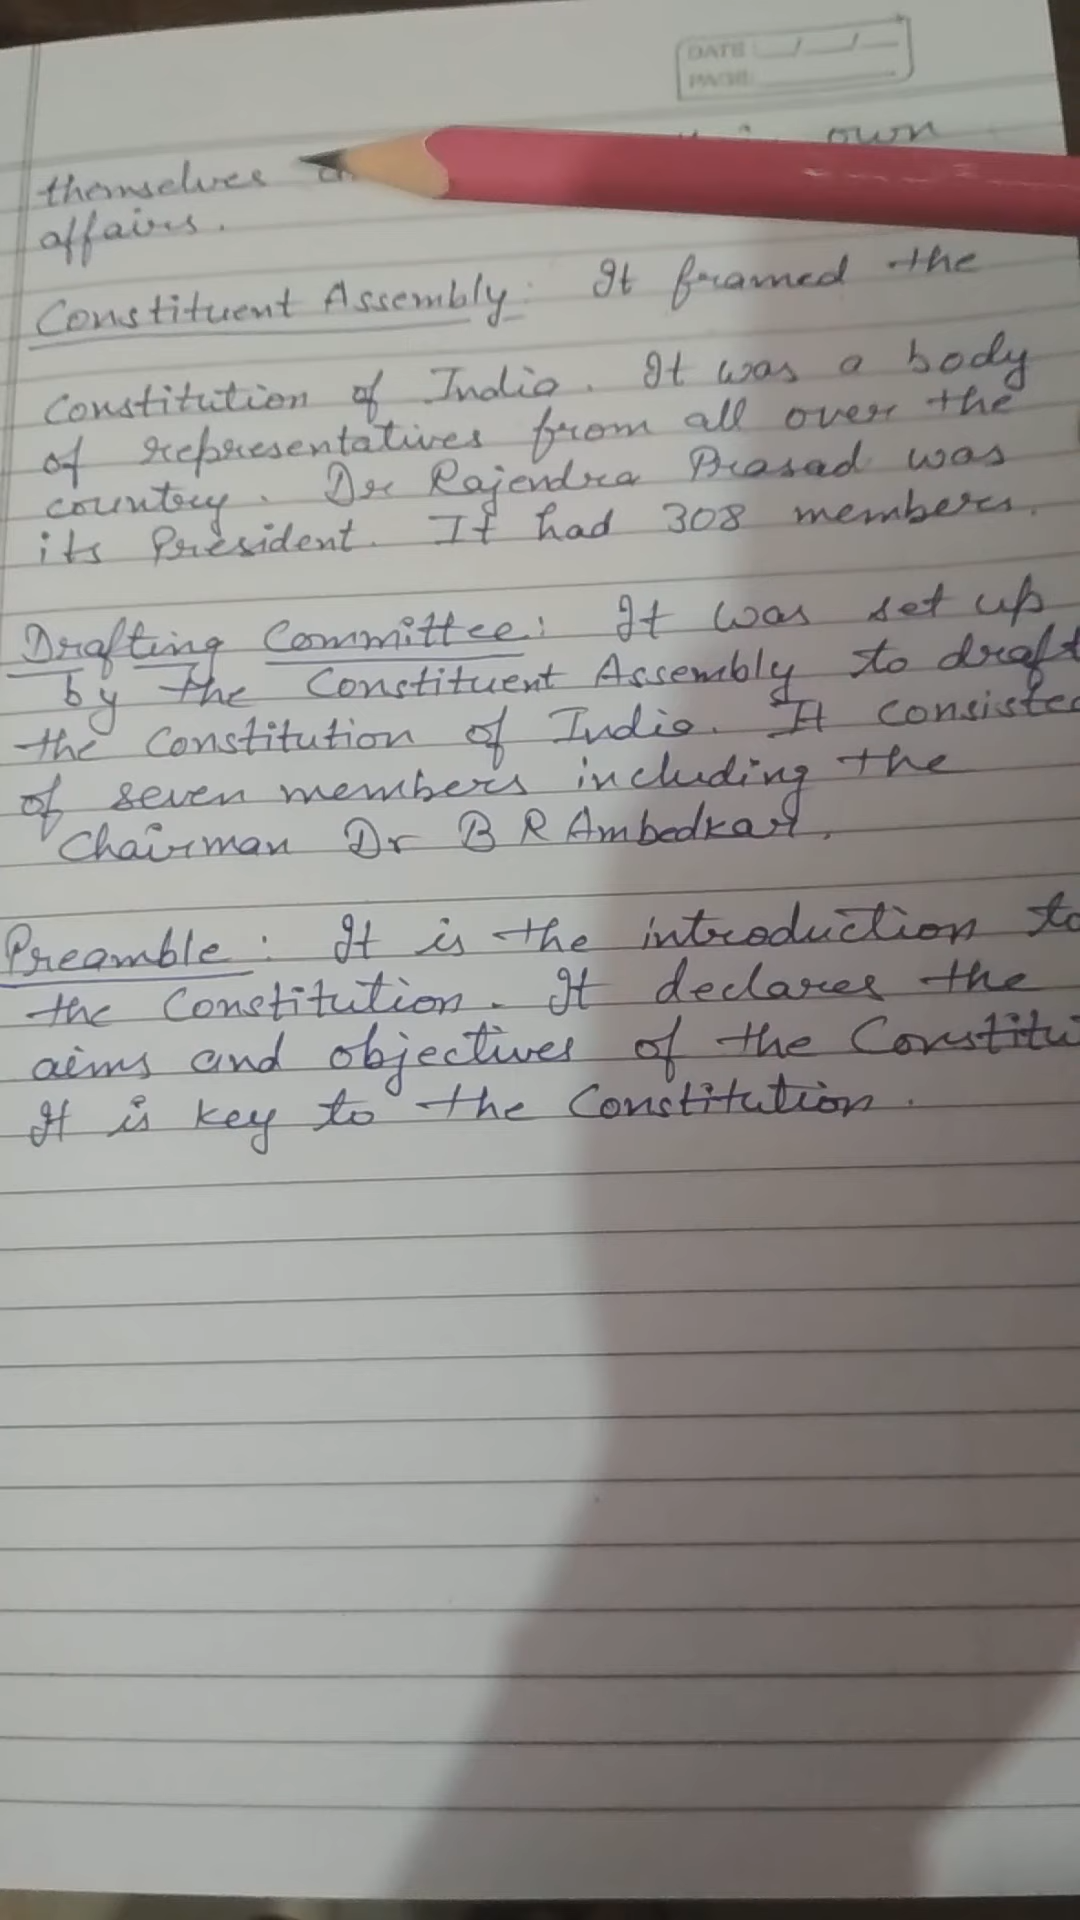 DATE: / /
PAGE:
own
themselves
affairs.
Constituent Assembly: It framed the
Constitution of India. It was a body
of representatives from all over the
country. Dr Rajendra Prasad was
its President. It had 308 members.
Drafting Committee: It was set up
by the Constituent Assembly to draft
the Constitution of India. It consisted
of seven members including the
Chairman Dr B R Ambedkar.
Preamble: It is the introduction to
the Constitution. It declares the
aims and objectives of the Constitu
It is key to the Constitution.